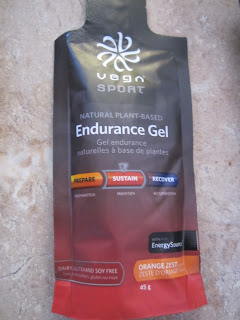 vega
SPORT
NATURAL PLANT-BASED
Endurance Gel
Gel endurance
naturelles à base de plantes
PREPARE SUSTAIN RECOVER
EnergySource
ORANGE ZEST
ZESTE D'ORANGE
45 g